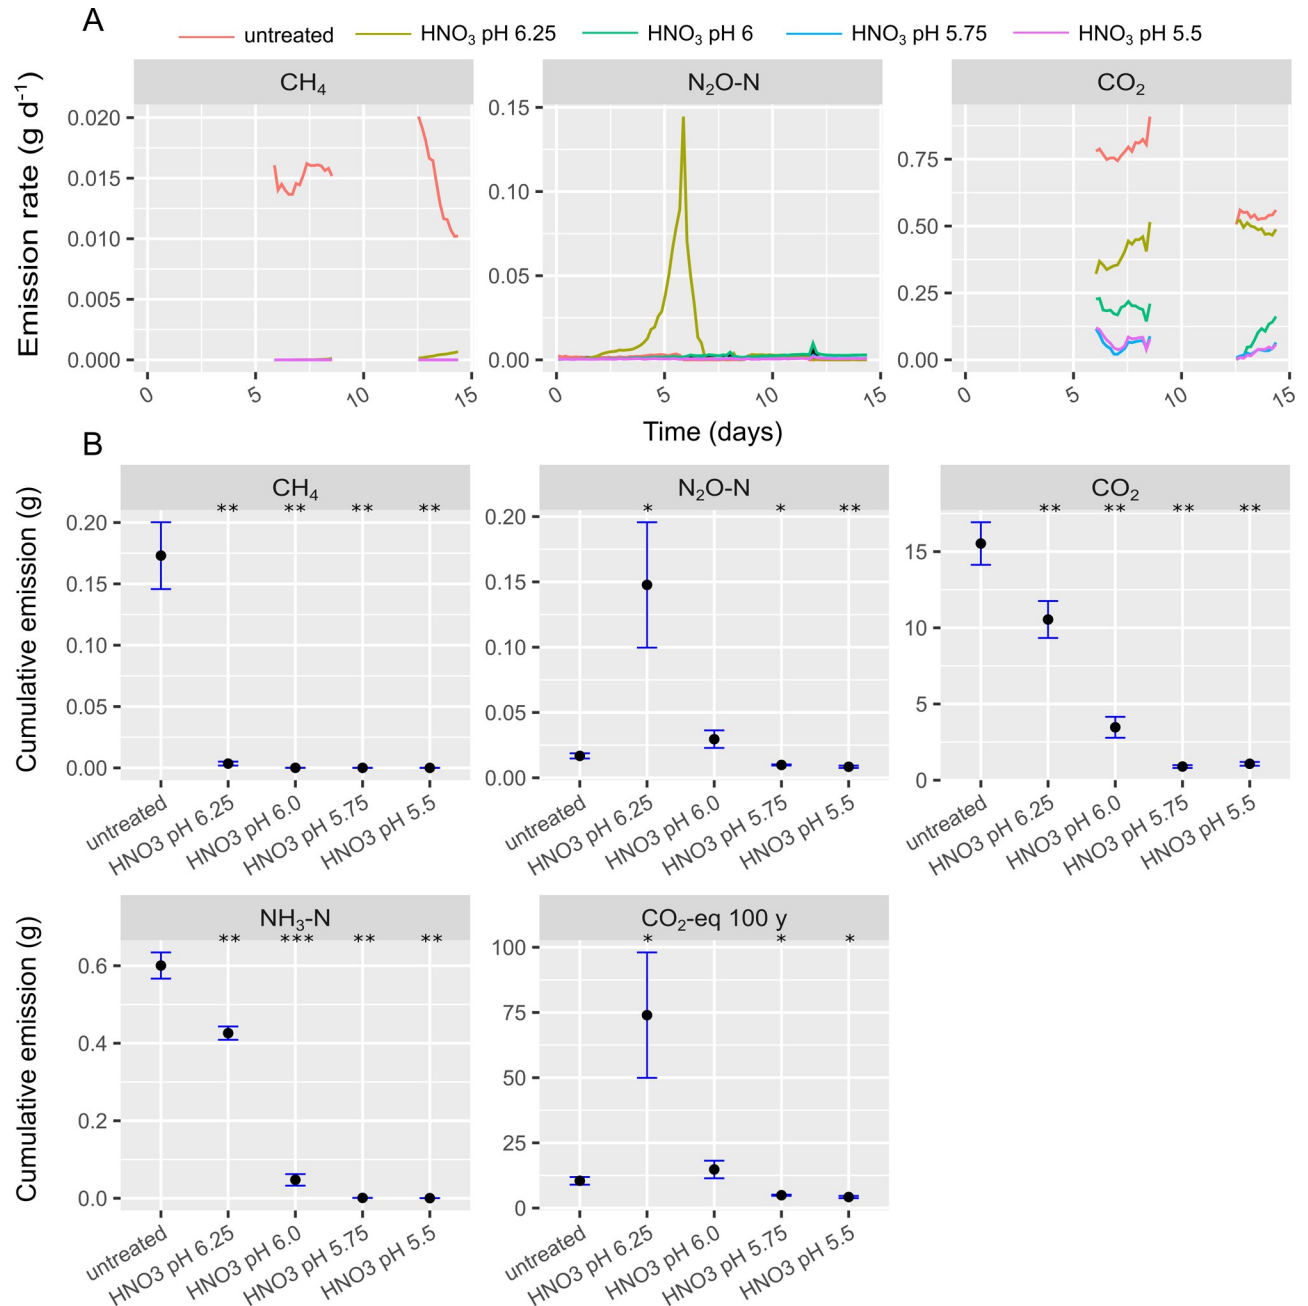 A
untreated HNO₃ pH 6.25 HNO₃ pH 6 HNO₃ pH 5.75 HNO₃ pH 5.5
CH₄ N₂O-N CO₂
Emission rate (g d⁻¹)
0.020
0.015
0.010
0.005
0.000
0 5 10 15
0.15
0.10
0.05
0.00
0 5 10 15
0.75
0.50
0.25
0.00
0 5 10 15
Time (days)
B
CH₄ N₂O-N CO₂
Cumulative emission (g)
** ** ** **
0.20
0.15
0.10
0.05
0.00
untreated
HNO3 pH 6.25
HNO3 pH 6.0
HNO3 pH 5.75
HNO3 pH 5.5
* * **
0.20
0.15
0.10
0.05
0.00
untreated
HNO3 pH 6.25
HNO3 pH 6.0
HNO3 pH 5.75
HNO3 pH 5.5
** ** ** **
15
10
5
0
untreated
HNO3 pH 6.25
HNO3 pH 6.0
HNO3 pH 5.75
HNO3 pH 5.5
NH₃-N CO₂-eq 100 y
Cumulative emission (g)
** *** ** **
0.6
0.4
0.2
0.0
untreated
HNO3 pH 6.25
HNO3 pH 6.0
HNO3 pH 5.75
HNO3 pH 5.5
* * *
100
75
50
25
0
untreated
HNO3 pH 6.25
HNO3 pH 6.0
HNO3 pH 5.75
HNO3 pH 5.5